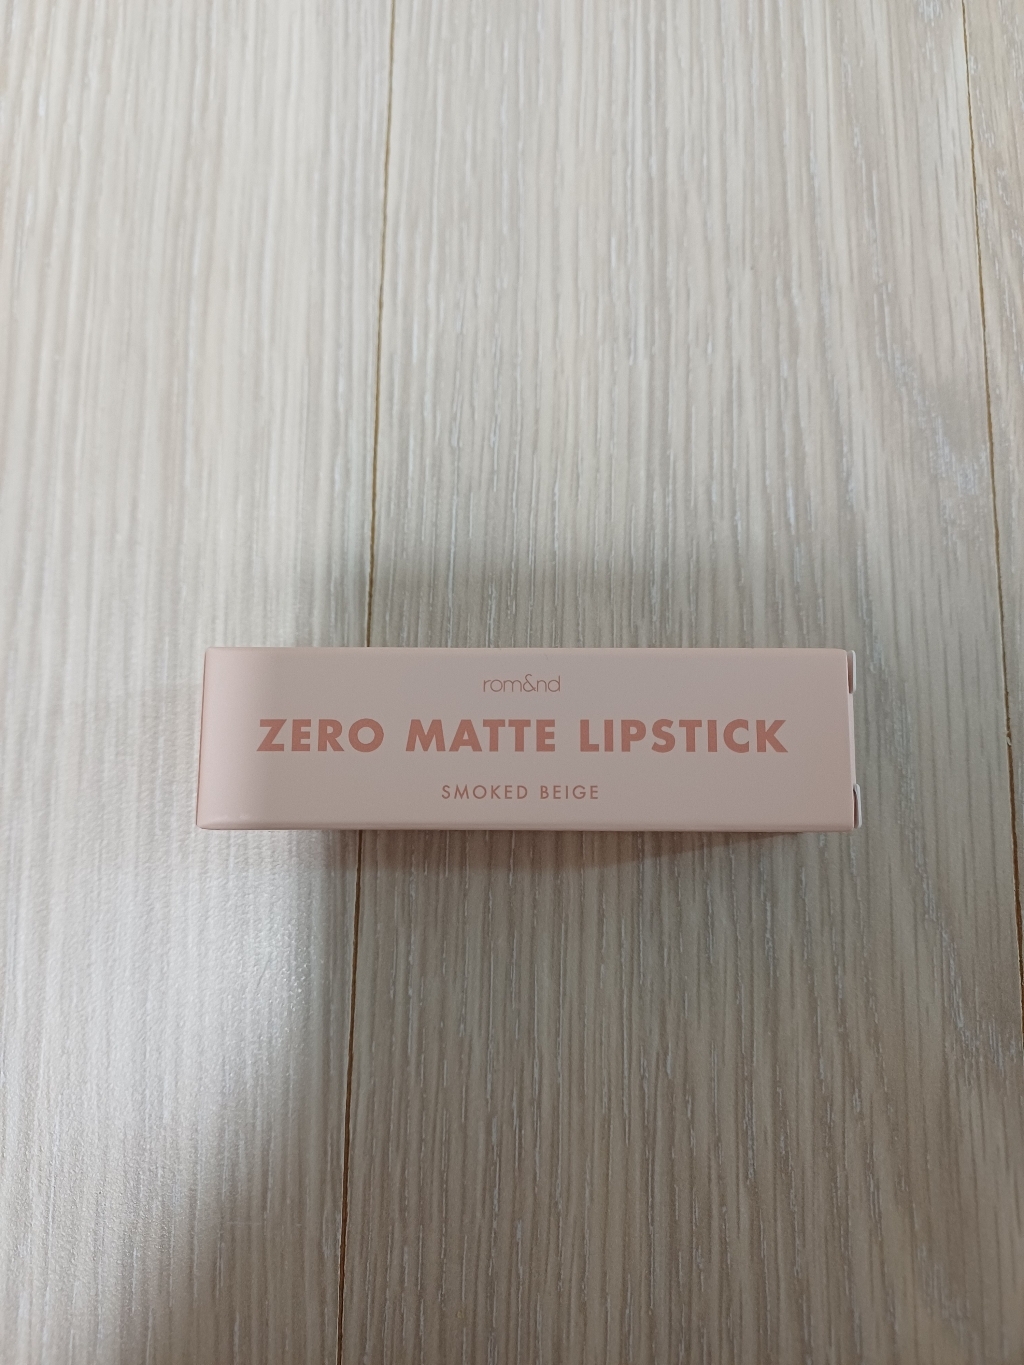 rom&nd
ZERO MATTE LIPSTICK
SMOKED BEIGE